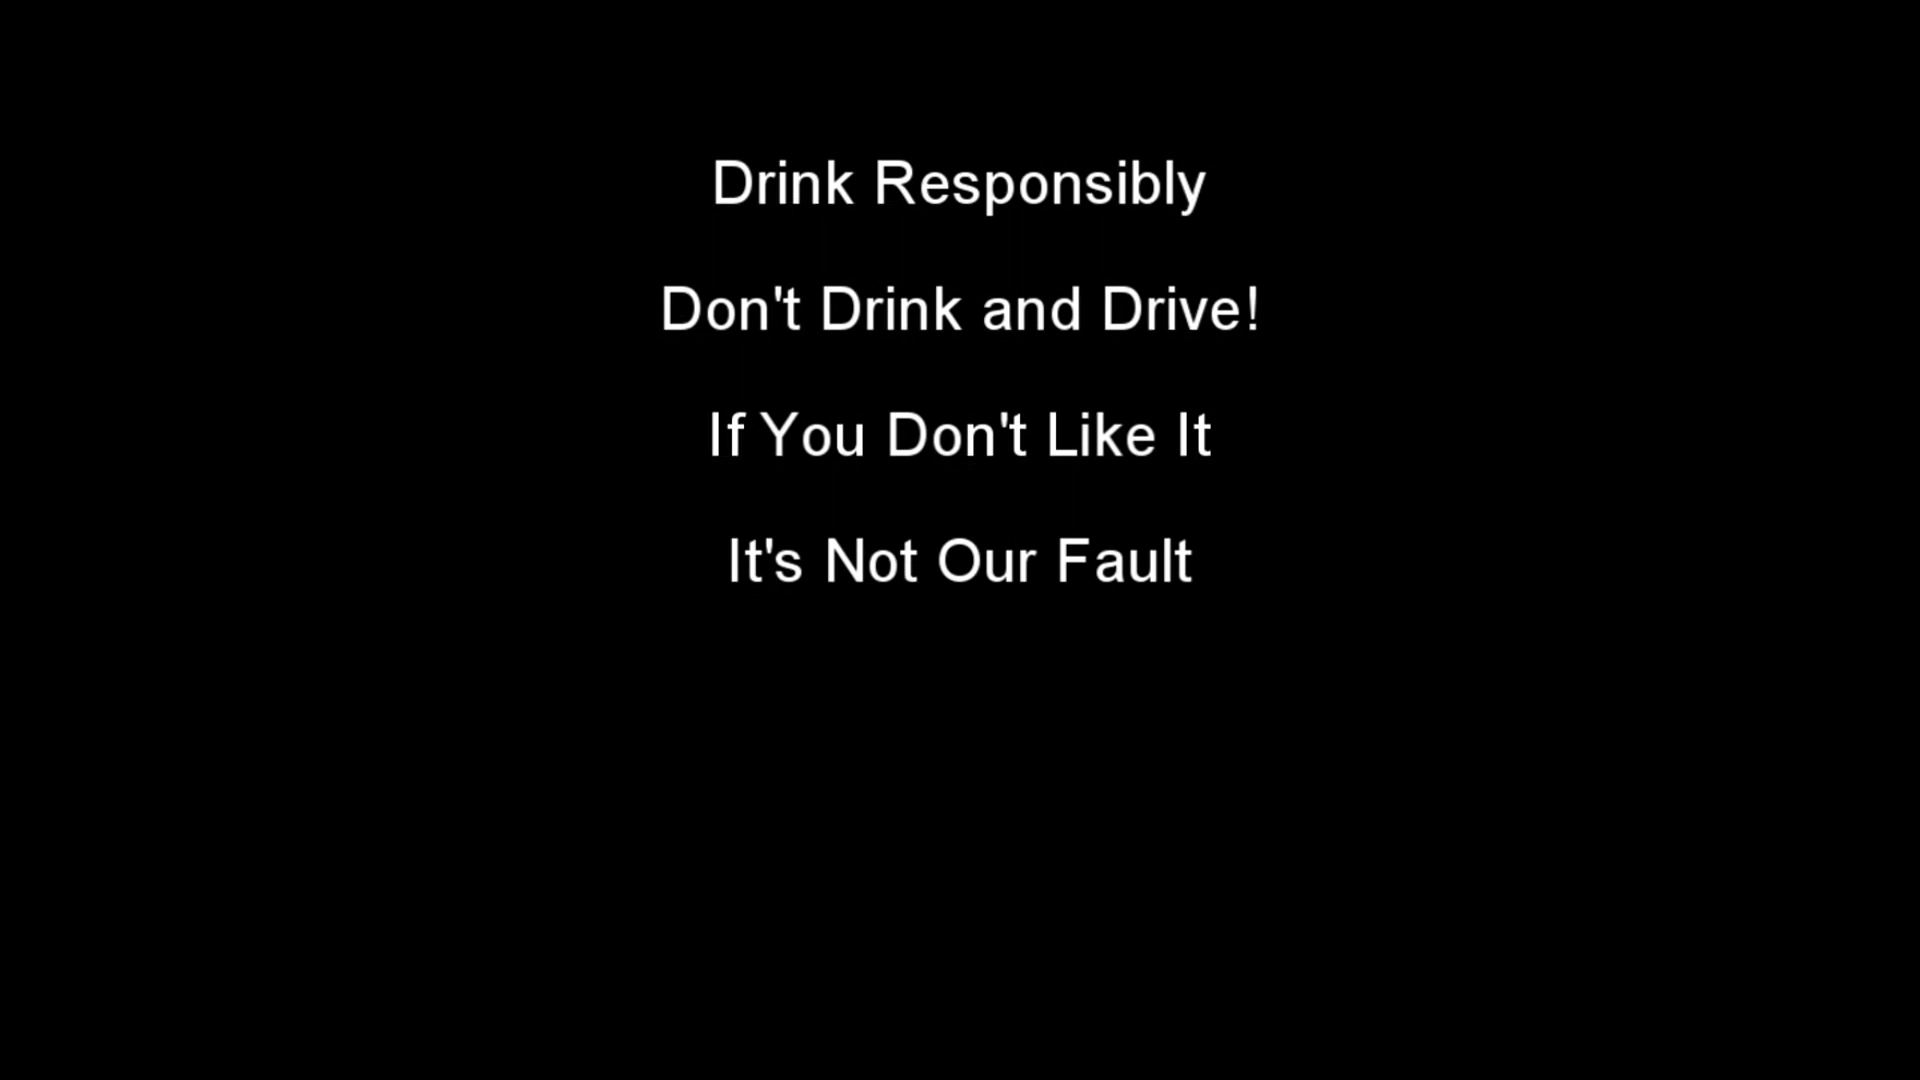 Drink Responsibly
Don't Drink and Drive!
If You Don't Like It
It's Not Our Fault